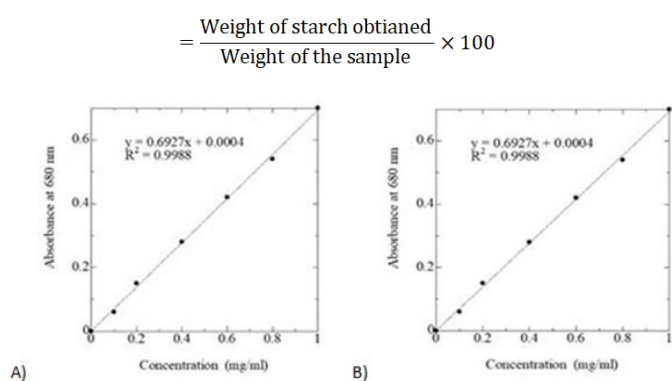 Weight of starch obtianed
= × 100
Weight of the sample
y = 0.6927x + 0.0004
R² = 0.9988
Absorbance at 680 nm
0.6
0.4
0.2
0
0 0.2 0.4 0.6 0.8 1
Concentration (mg/ml)
A)
y = 0.6927x + 0.0004
R² = 0.9988
Absorbance at 680 nm
0.6
0.4
0.2
0
0 0.2 0.4 0.6 0.8 1
Concentration (mg/ml)
B)